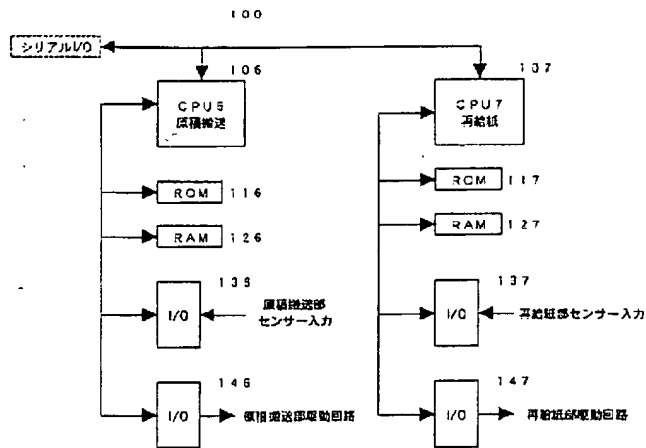 100
シリアルI/O
106
CPU6
原稿搬送
107
CPU7
再給紙
ROM 116
RAM 126
ROM 117
RAM 127
136
I/O
原稿搬送部
センサー入力
137
I/O
再給紙部センサー入力
146
I/O
原稿搬送部駆動回路
147
I/O
再給紙部駆動回路